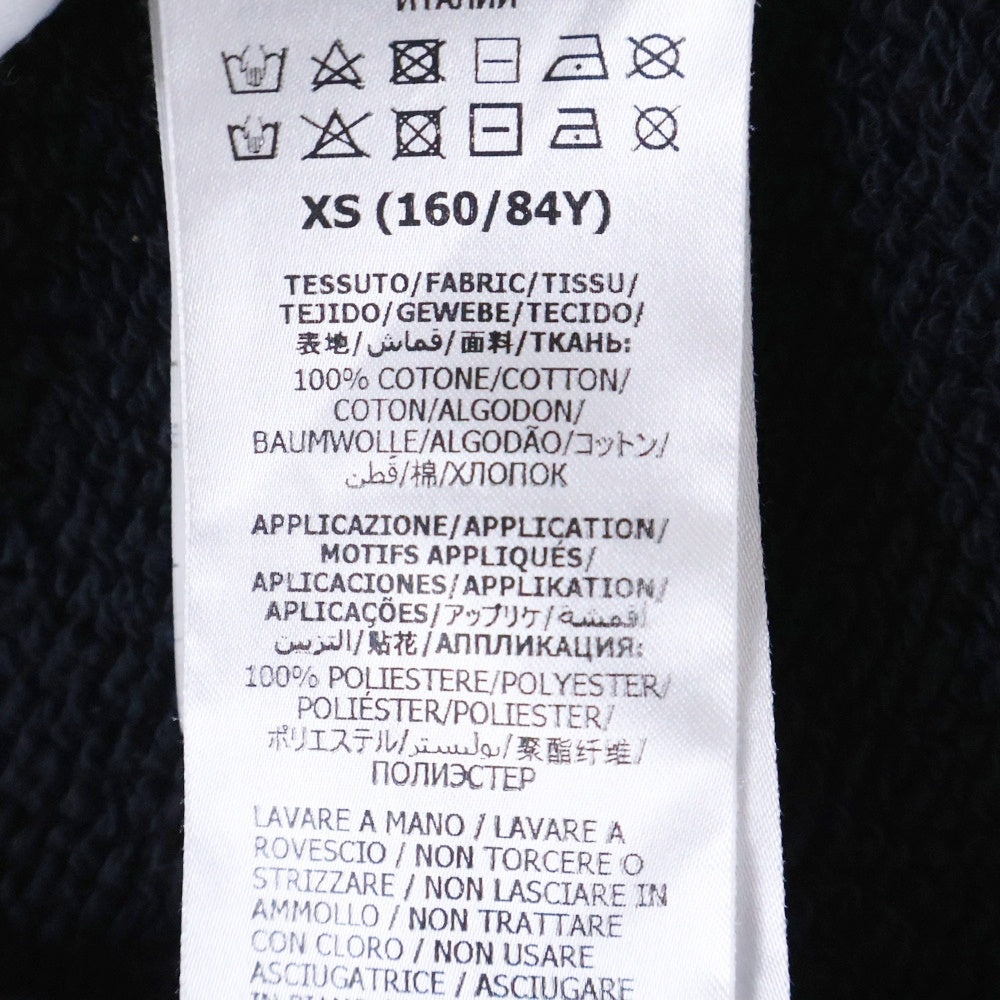 ИТАЛИИ
XS (160/84Y)
TESSUTO/FABRIC/TISSU/
TEJIDO/GEWEBE/TECIDO/
表地/قماش/面料/ТКАНЬ:
100% COTONE/COTTON/
COTON/ALGODON/
BAUMWOLLE/ALGODÃO/コットン/
قطن/棉/ХЛОПОК
APPLICAZIONE/APPLICATION/
MOTIFS APPLIQUÉS/
APLICACIONES/APPLIKATION/
APLICAÇÕES/アップリケ/أقمشة
التزيين/贴花/АППЛИКАЦИЯ:
100% POLIESTERE/POLYESTER/
POLIÉSTER/POLIESTER/
ポリエステル/بوليستر/聚酯纤维/
ПОЛИЭСТЕР
LAVARE A MANO / LAVARE A
ROVESCIO / NON TORCERE O
STRIZZARE / NON LASCIARE IN
AMMOLLO / NON TRATTARE
CON CLORO / NON USARE
ASCIUGATRICE / ASCIUGARE